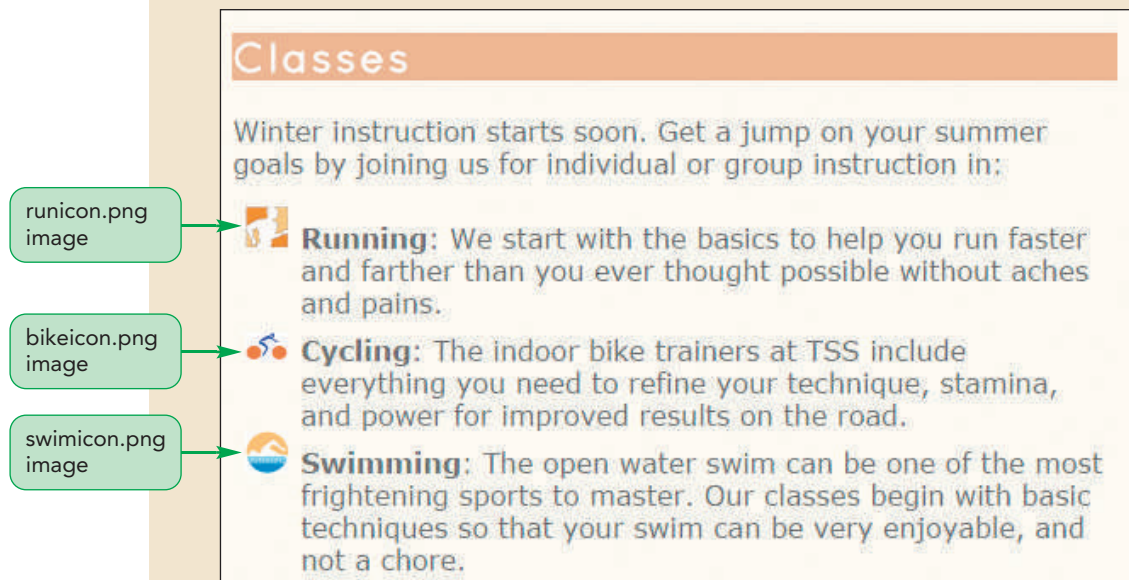 Classes
Winter instruction starts soon. Get a jump on your summer
goals by joining us for individual or group instruction in:
runicon.png
image
Running: We start with the basics to help you run faster
and farther than you ever thought possible without aches
and pains.
bikeicon.png
image
Cycling: The indoor bike trainers at TSS include
everything you need to refine your technique, stamina,
and power for improved results on the road.
swimicon.png
image
Swimming: The open water swim can be one of the most
frightening sports to master. Our classes begin with basic
techniques so that your swim can be very enjoyable, and
not a chore.